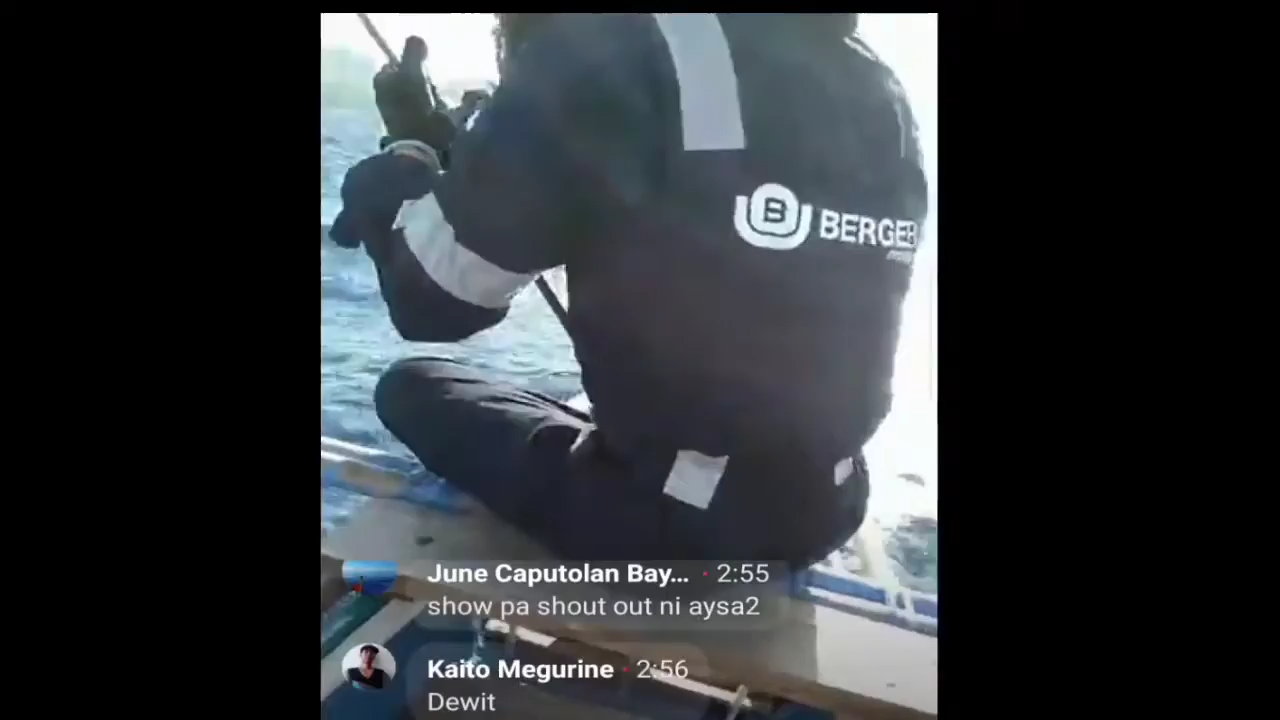 B BERGER
June Caputolan Bay... · 2:55
show pa shout out ni aysa2
Kaito Megurine · 2:56
Dewit